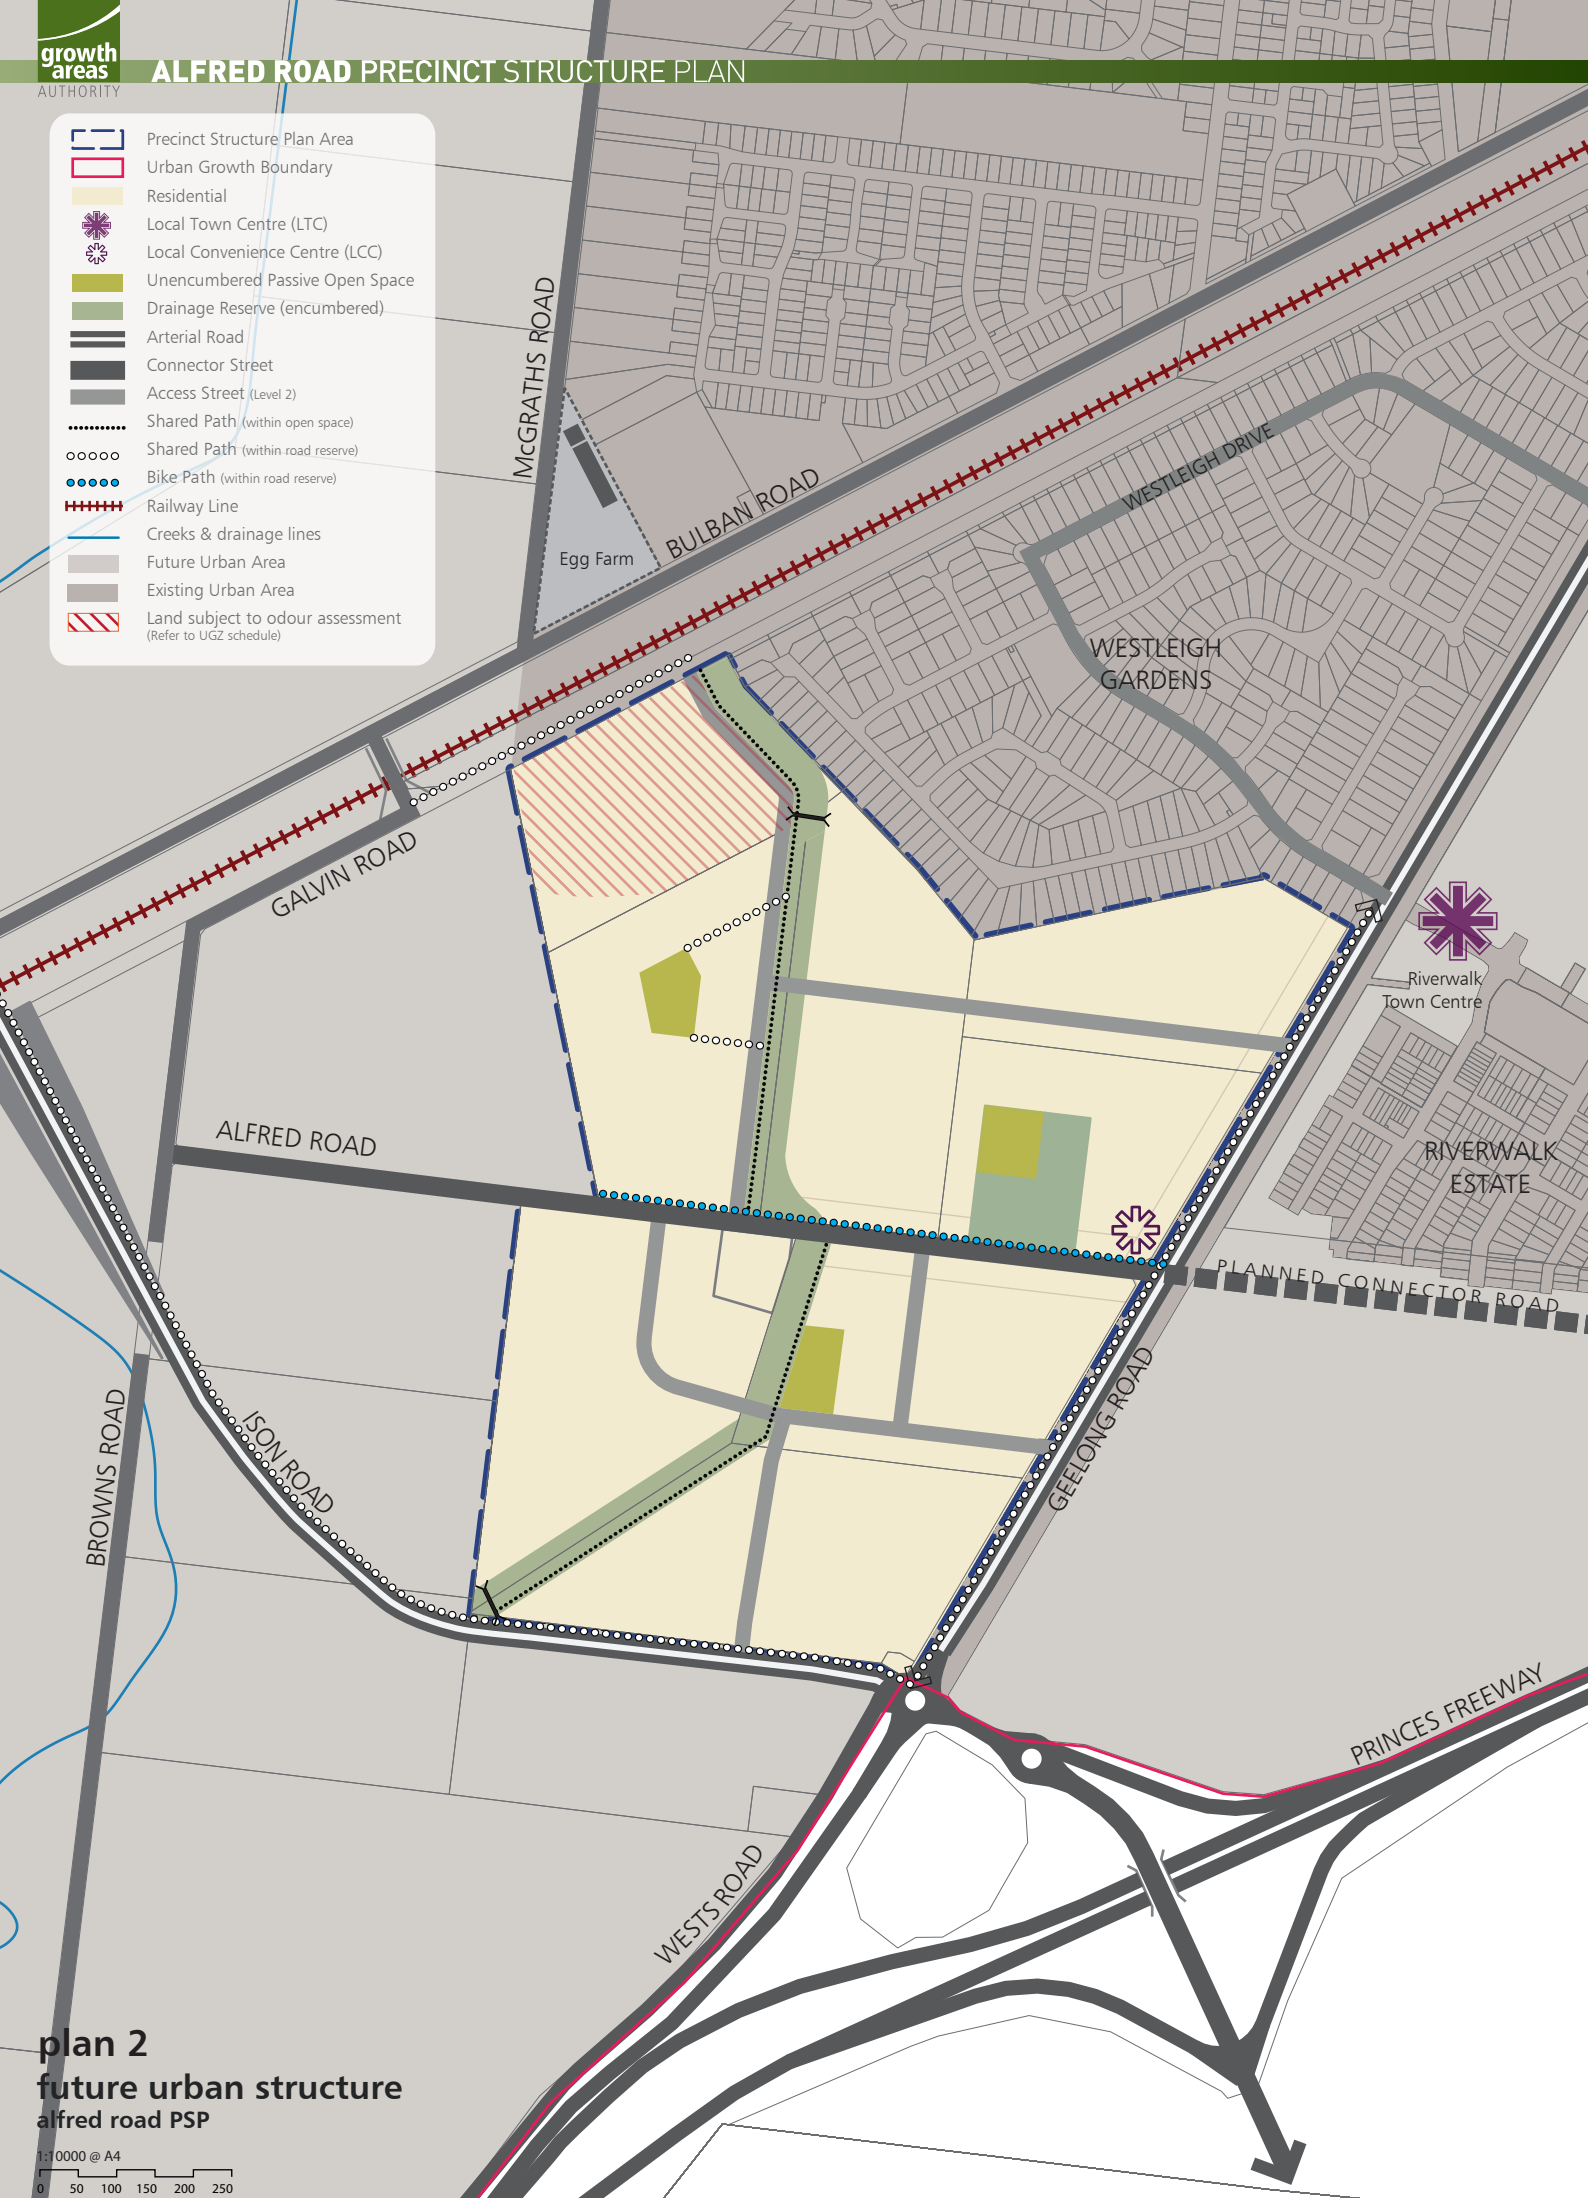 growth
areas
AUTHORITY
ALFRED ROAD PRECINCT STRUCTURE PLAN
Precinct Structure Plan Area
Urban Growth Boundary
Residential
Local Town Centre (LTC)
Local Convenience Centre (LCC)
Unencumbered Passive Open Space
Drainage Reserve (encumbered)
Arterial Road
Connector Street
Access Street (Level 2)
Shared Path (within open space)
Shared Path (within road reserve)
Bike Path (within road reserve)
Railway Line
Creeks & drainage lines
Future Urban Area
Existing Urban Area
Land subject to odour assessment
(Refer to UGZ schedule)
McGRATHS ROAD
Egg Farm
BULBAN ROAD
WESTLEIGH DRIVE
WESTLEIGH
GARDENS
GALVIN ROAD
Riverwalk
Town Centre
ALFRED ROAD
RIVERWALK
ESTATE
PLANNED CONNECTOR ROAD
GEELONG ROAD
ISON ROAD
BROWNS ROAD
PRINCES FREEWAY
WESTS ROAD
plan 2
future urban structure
alfred road PSP
1:10000 @ A4
0 50 100 150 200 250